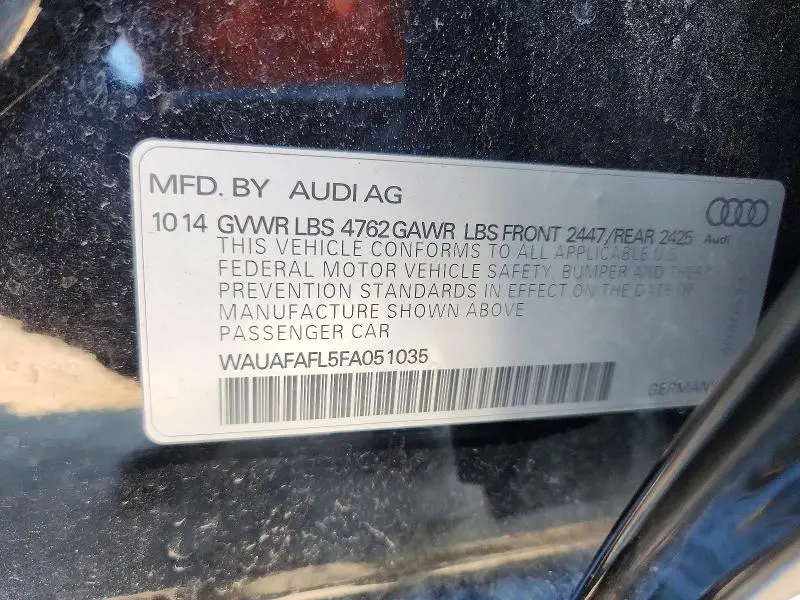 MFD. BY AUDI AG
10 14 GVWR LBS 4762 GAWR LBS FRONT 2447/REAR 2425
Audi
THIS VEHICLE CONFORMS TO ALL APPLICABLE U.S.
FEDERAL MOTOR VEHICLE SAFETY, BUMPER AND THEFT
PREVENTION STANDARDS IN EFFECT ON THE DATE OF
MANUFACTURE SHOWN ABOVE
PASSENGER CAR
WAUAFAFL5FA051035
GERMANY